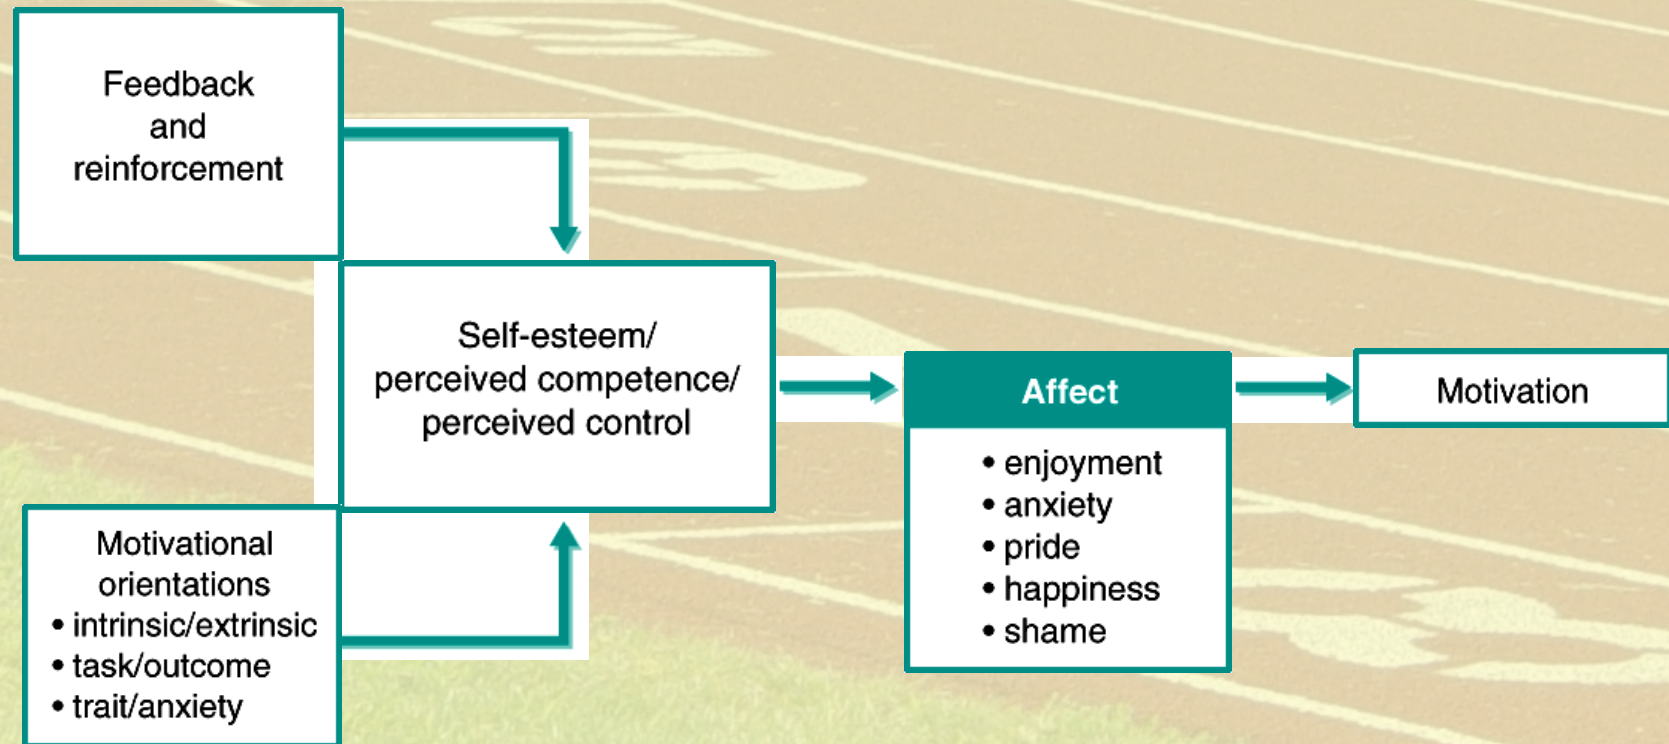 Feedback
and
reinforcement
Self-esteem/
perceived competence/
perceived control
Motivational
orientations
• intrinsic/extrinsic
• task/outcome
• trait/anxiety
Affect
• enjoyment
• anxiety
• pride
• happiness
• shame
Motivation